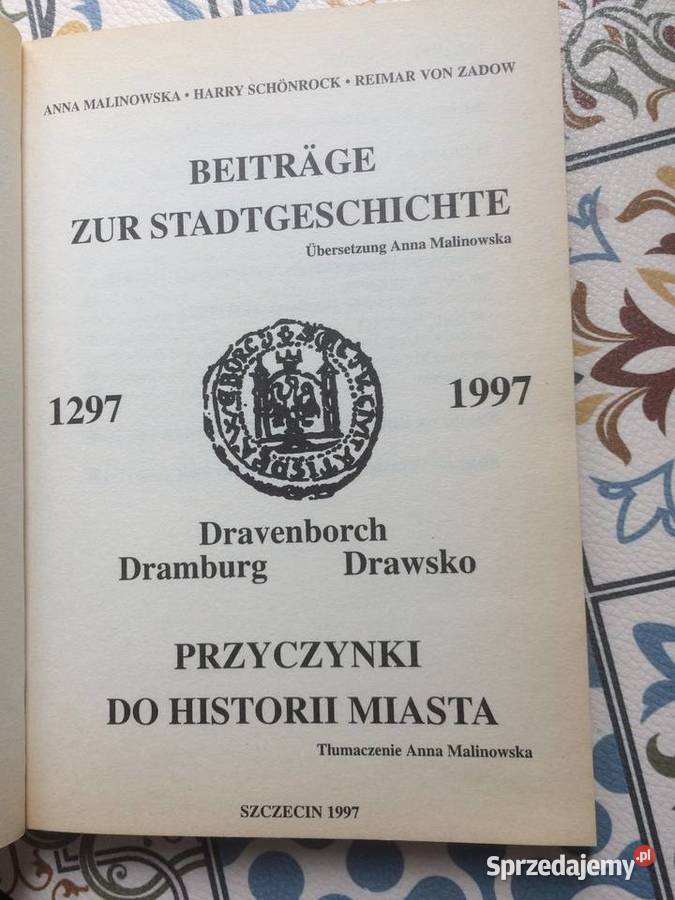 ANNA MALINOWSKA • HARRY SCHÖNROCK • REIMAR VON ZADOW
BEITRÄGE
ZUR STADTGESCHICHTE
Übersetzung Anna Malinowska
1297
1997
Dravenborch
Dramburg Drawsko
PRZYCZYNKI
DO HISTORII MIASTA
Tłumaczenie Anna Malinowska
SZCZECIN 1997
Sprzedajemy.pl